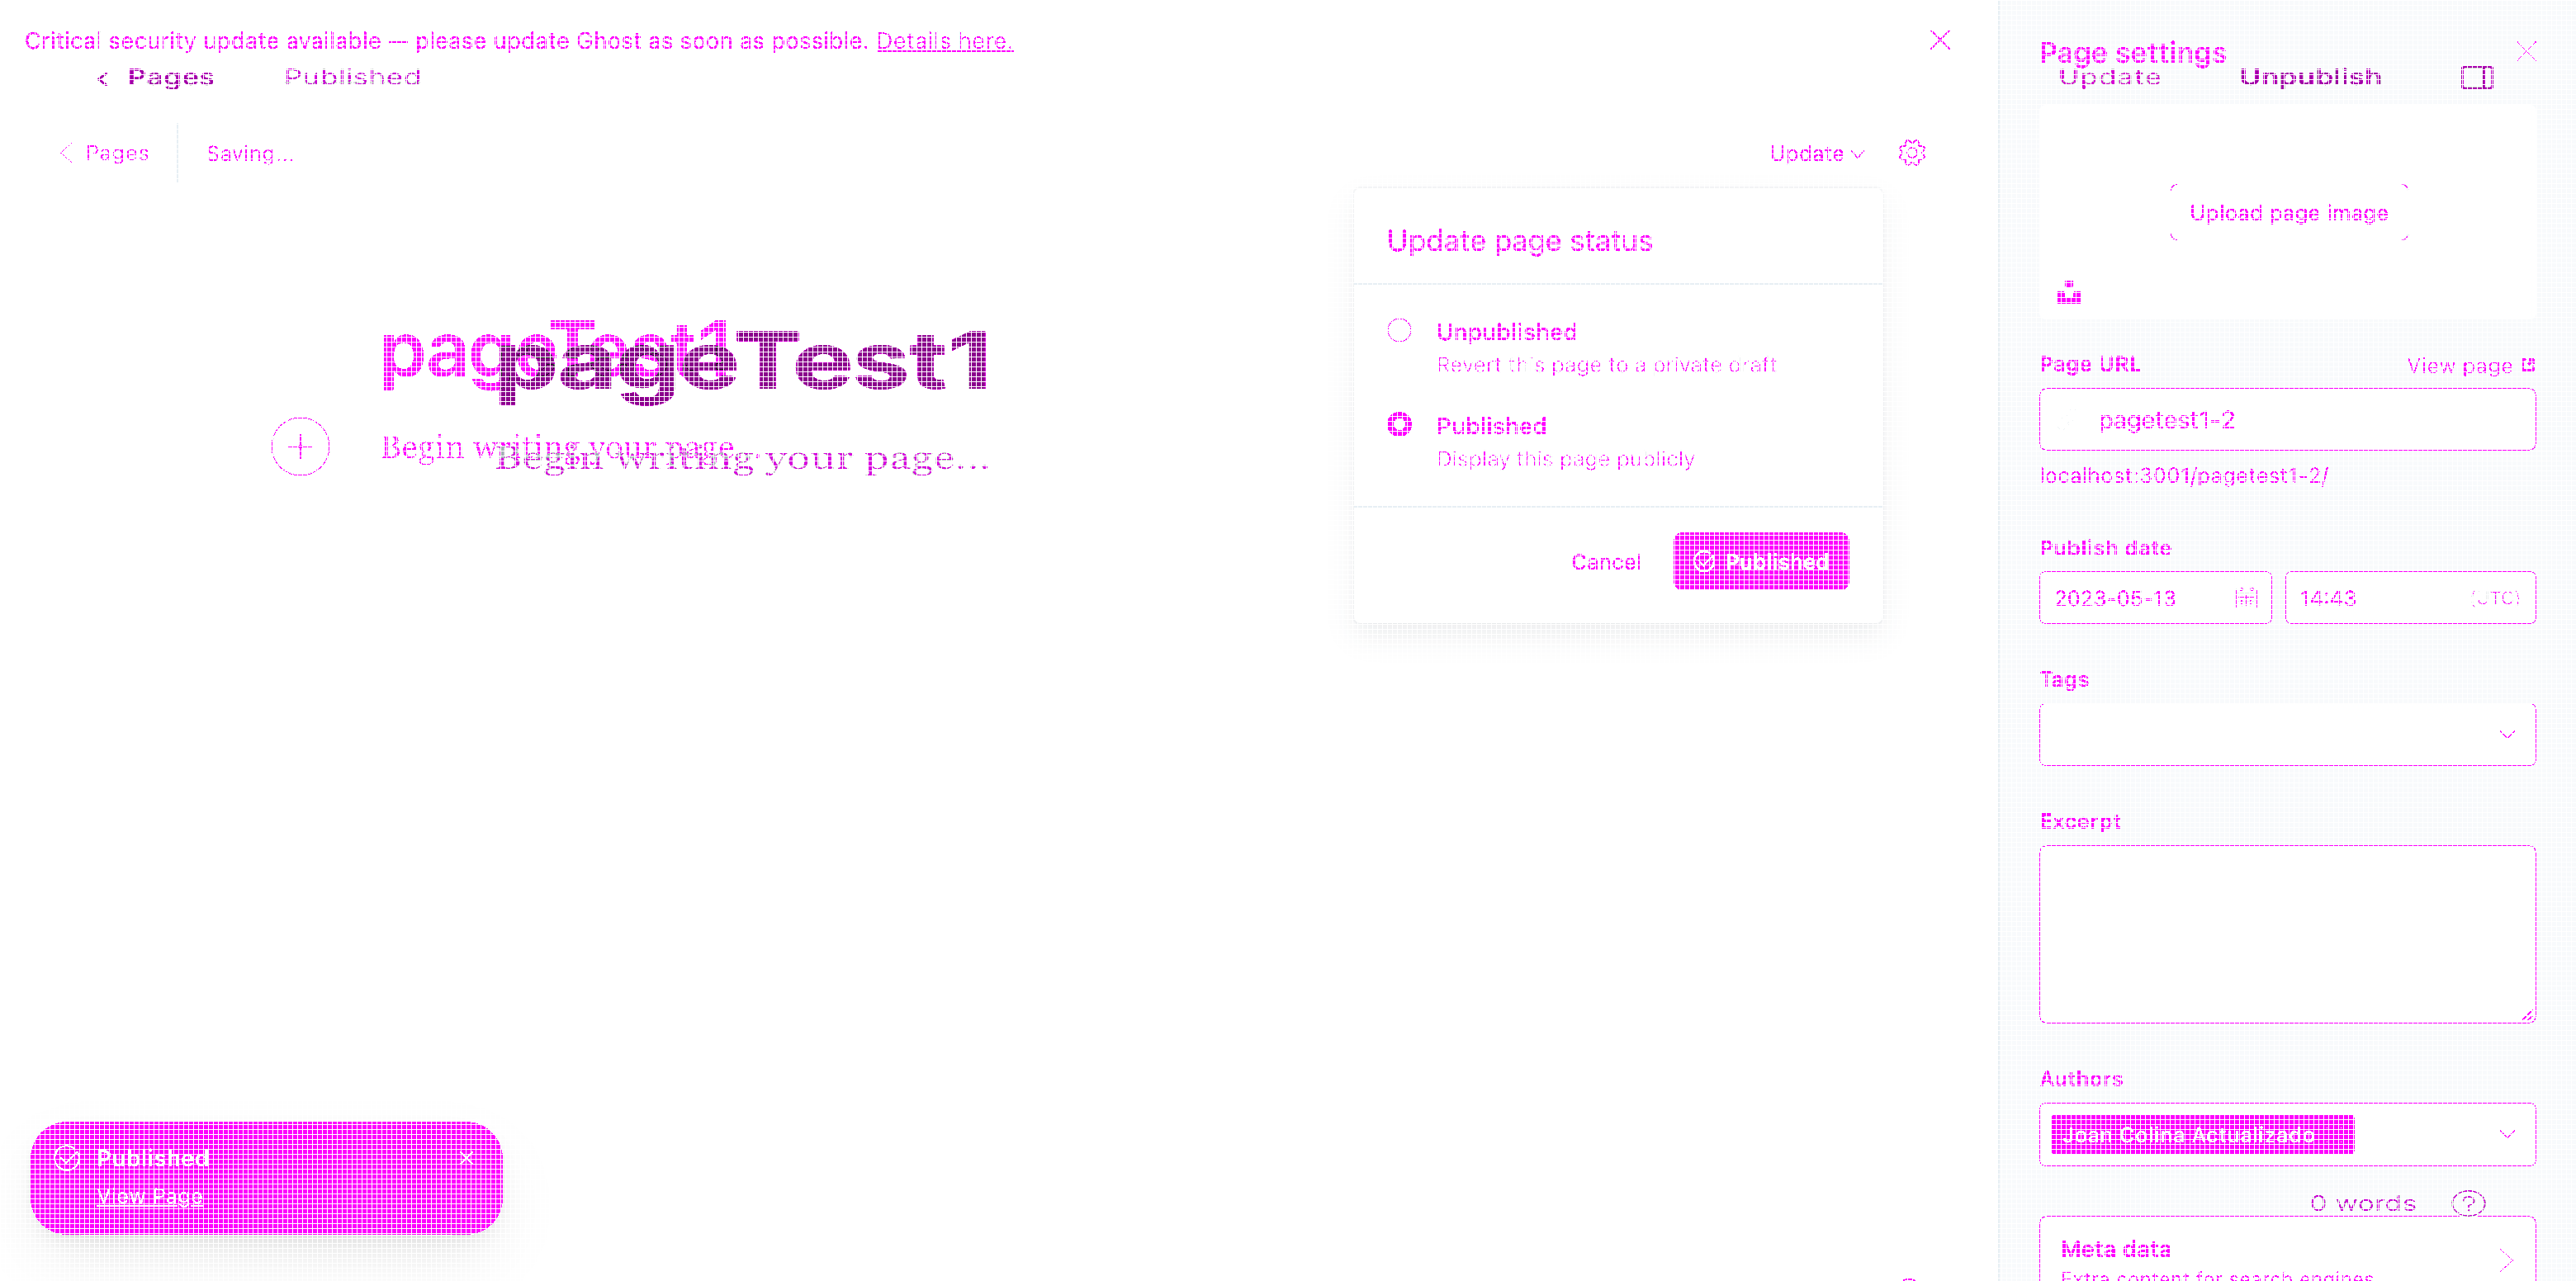 Critical security update available — please update Ghost as soon as possible. Details here.
Pages
Published
Page settings
Update
Unpublish
Pages
Saving...
Update
Upload page image
Update page status
Unpublished
Revert this page to a private draft
Published
Display this page publicly
Cancel
Published
pageTest1
pageTest1
Begin writing your page...
Begin writing your page...
Page URL
View page
pagetest1-2
localhost:3001/pagetest1-2/
Publish date
2023-05-13
14:43
(UTC)
Tags
Excerpt
Authors
Joan Colina Actualizado
Published
View Page
0 words
Meta data
Extra content for search engines